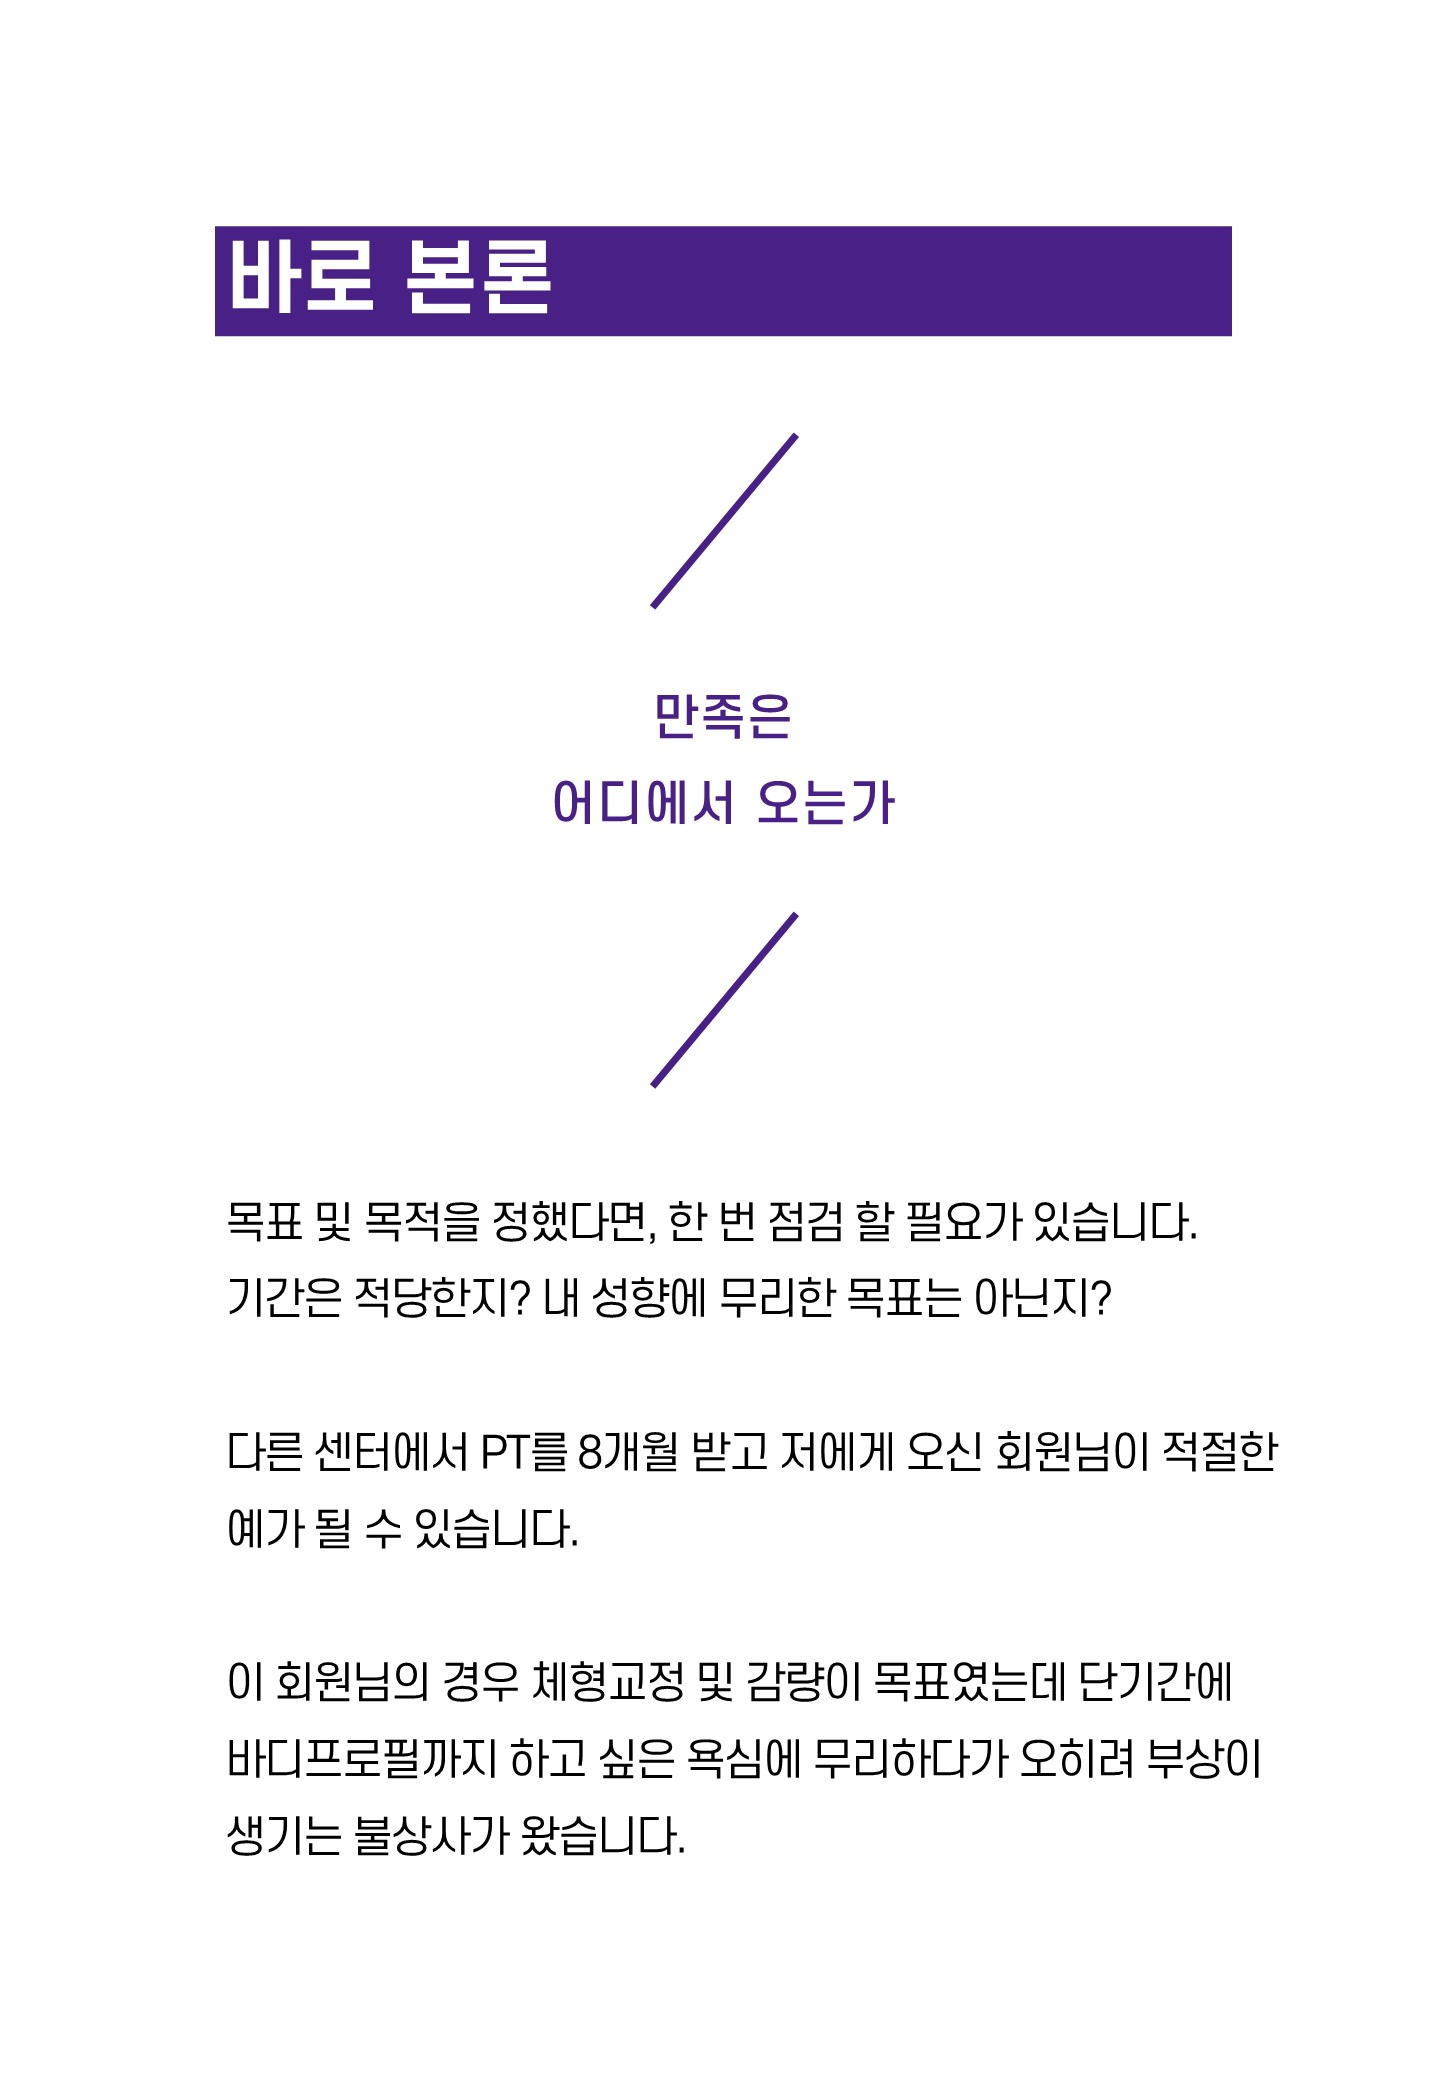 바로 본론
만족은
어디에서 오는가
목표 및 목적을 정했다면, 한 번 점검 할 필요가 있습니다.
기간은 적당한지? 내 성향에 무리한 목표는 아닌지?
다른 센터에서 PT를 8개월 받고 저에게 오신 회원님이 적절한
예가 될 수 있습니다.
이 회원님의 경우 체형교정 및 감량이 목표였는데 단기간에
바디프로필까지 하고 싶은 욕심에 무리하다가 오히려 부상이
생기는 불상사가 왔습니다.